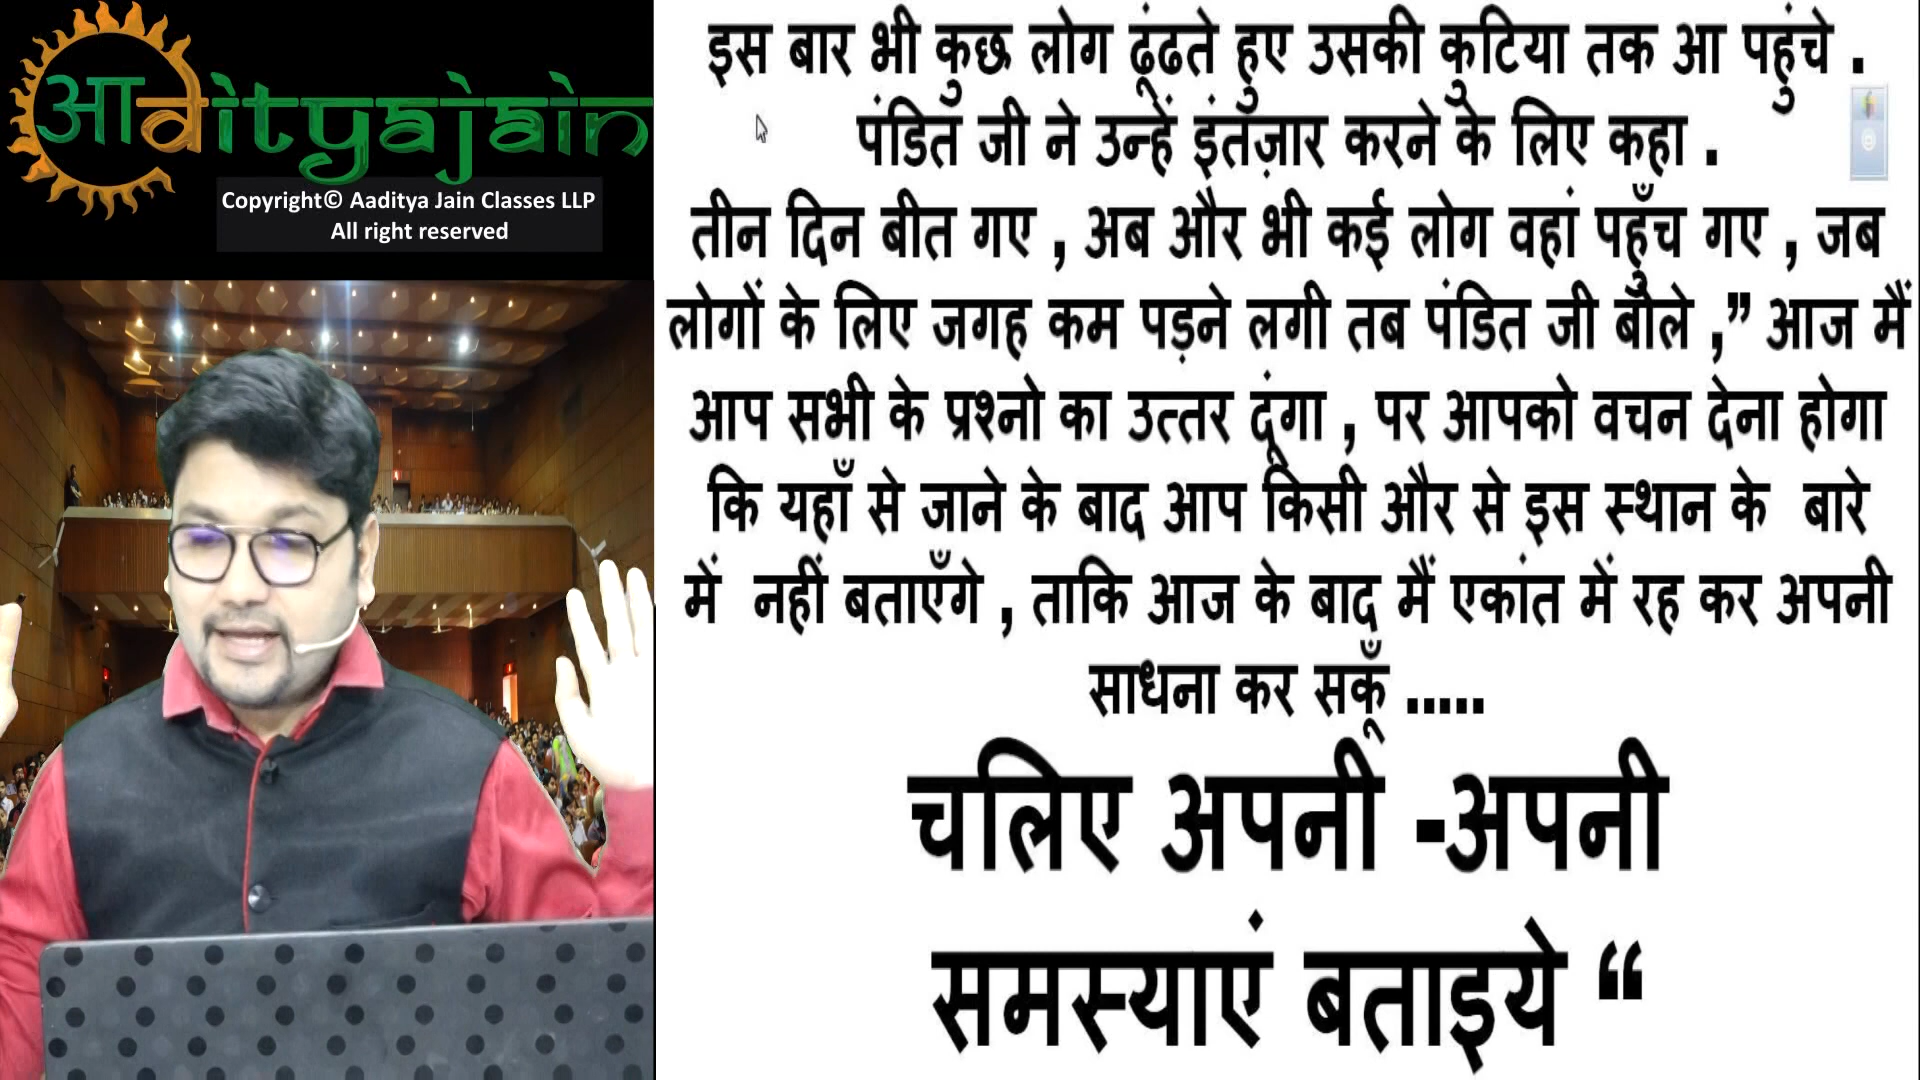 आdityajain
Copyright© Aaditya Jain Classes LLP
All right reserved
इस बार भी कुछ लोग ढूंढते हुए उसकी कुटिया तक आ पहुंचे .
पंडित जी ने उन्हें इंतज़ार करने के लिए कहा .
तीन दिन बीत गए , अब और भी कई लोग वहां पहुँच गए , जब
लोगों के लिए जगह कम पड़ने लगी तब पंडित जी बोले ,” आज मैं
आप सभी के प्रश्नो का उत्तर दूंगा , पर आपको वचन देना होगा
कि यहाँ से जाने के बाद आप किसी और से इस स्थान के बारे
में नहीं बताएँगे , ताकि आज के बाद मैं एकांत में रह कर अपनी
साधना कर सकूँ .....
चलिए अपनी -अपनी
समस्याएं बताइये “